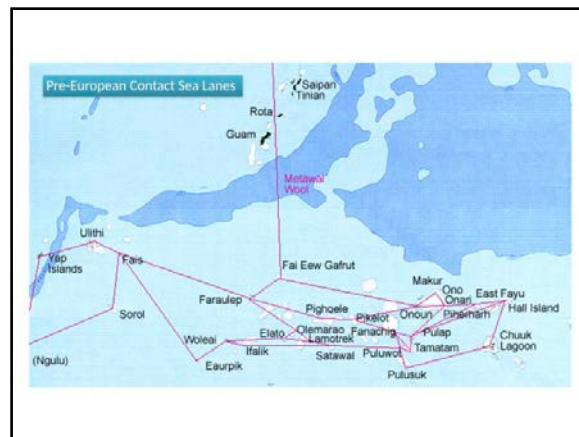 Pre-European Contact Sea Lanes
Saipan
Tinian
Rota
Guam
Metawal
Wool
Ulithi
Yap
Islands
Fais
Fai Eew Gafrut
Makur
Ono
Onari
East Fayu
Faraulep
Pighoele
Pikelot
Onoun
Piherharh
Hall Island
Sorol
Olemarao
Fanachig
Pulap
Chuuk
Lagoon
Woleai
Elato
Lamotrek
(Ngulu)
Ifalik
Satawal
Puluwot
Tamatam
Eaurpik
Pulusuk